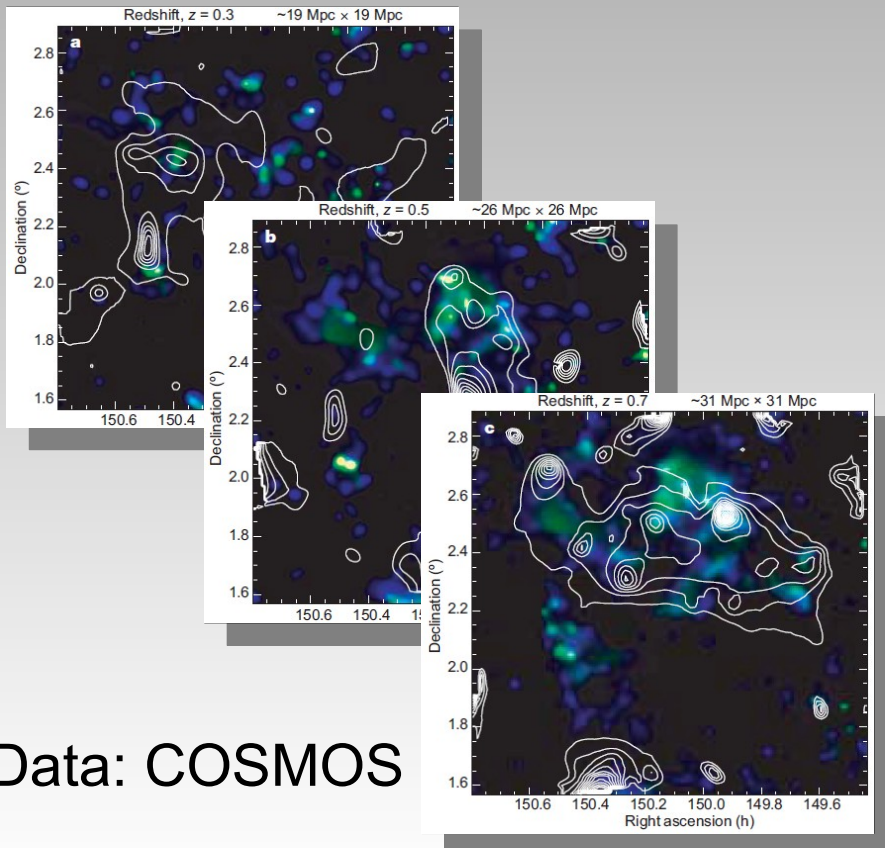 Redshift, z = 0.3 ~19 Mpc × 19 Mpc
a
2.8
2.6
2.4
2.2
2.0
1.8
1.6
Declination (º)
150.6 150.4
Redshift, z = 0.5 ~26 Mpc × 26 Mpc
b
2.8
2.6
2.4
2.2
2.0
1.8
1.6
Declination (º)
150.6 150.4 15
Redshift, z = 0.7 ~31 Mpc × 31 Mpc
c
2.8
2.6
2.4
2.2
2.0
1.8
1.6
Declination (º)
150.6 150.4 150.2 150.0 149.8 149.6
Right ascension (h)
Data: COSMOS